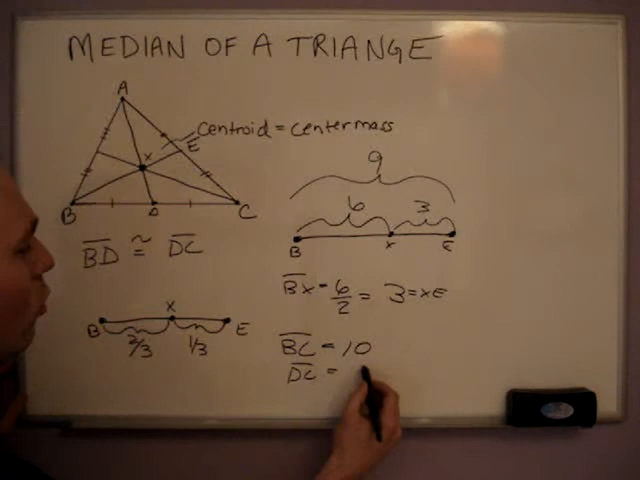 MEDIAN OF A TRIANGE
A
Centroid = center mass
E
X
B D C
BD ≅ DC
9
6 3
B x E
Bx - 6/2 = 3 = xE
X
B E
2/3 1/3
BC = 10
DC =